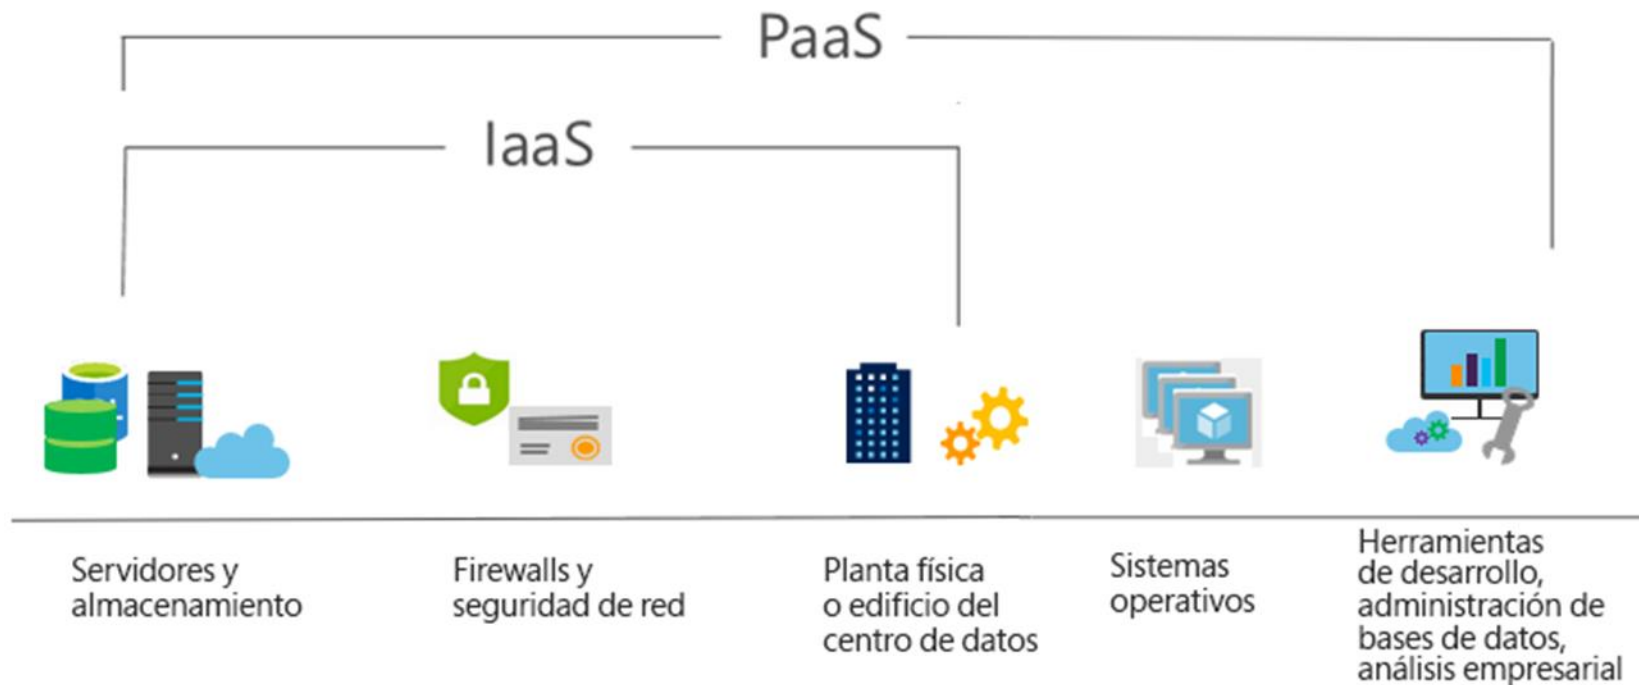 PaaS
IaaS
Servidores y
almacenamiento
Firewalls y
seguridad de red
Planta física
o edificio del
centro de datos
Sistemas
operativos
Herramientas
de desarrollo,
administración de
bases de datos,
análisis empresarial